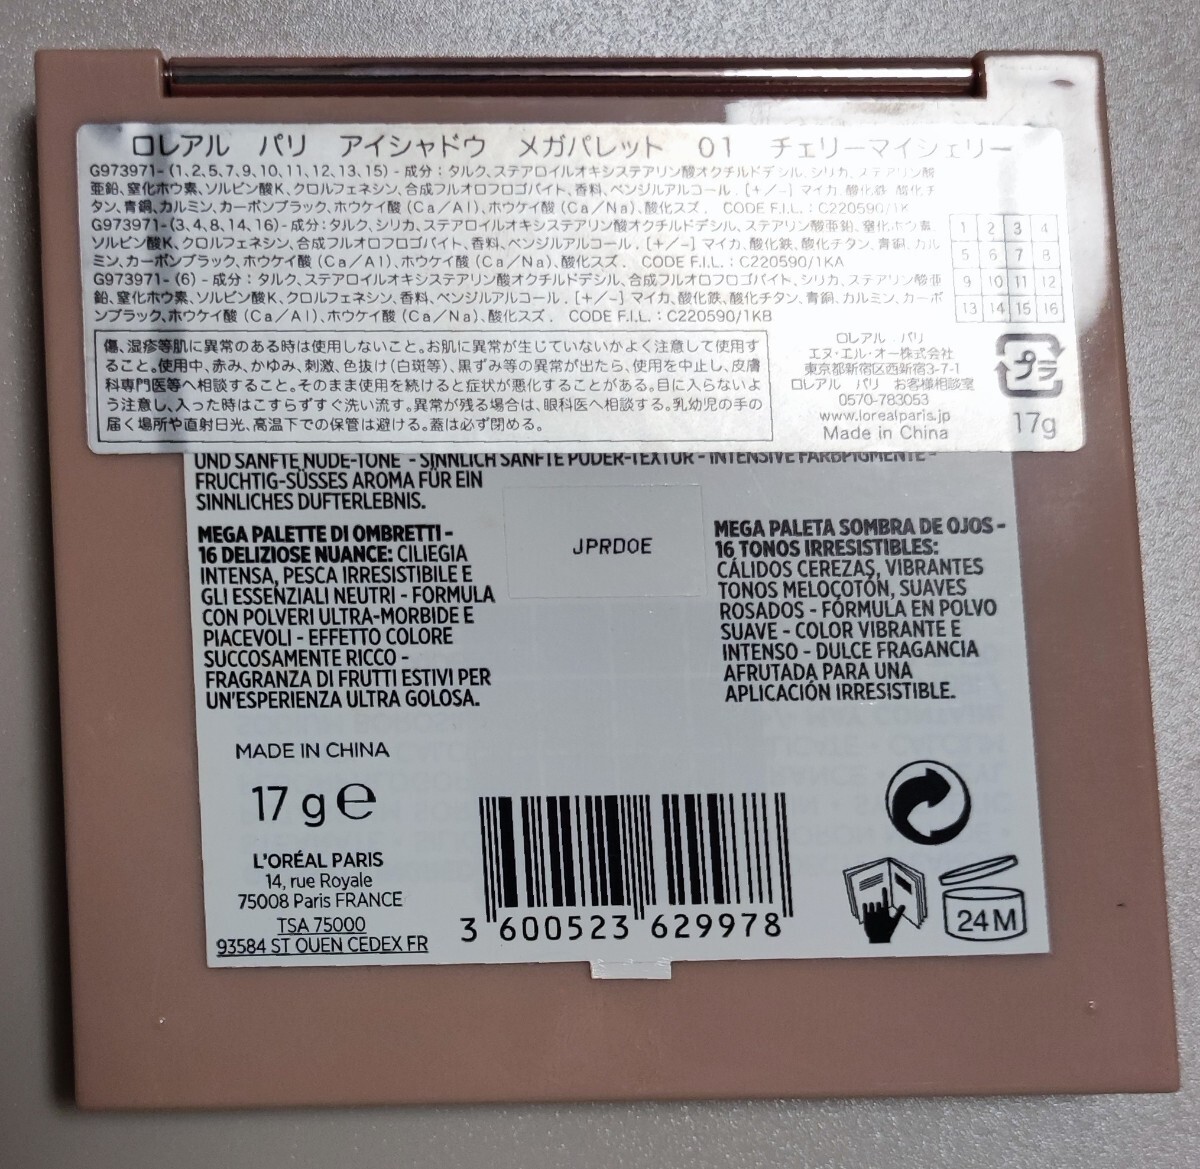 ロレアル パリ アイシャドウ メガパレット 01 チェリーマイシェリー
G973971-(1,2,5,7,9,10,11,12,13,15)-成分：タルク、ステアロイルオキシステアリン酸オクチルドデシル、シリカ、ステアリン酸
亜鉛、窒化ホウ素、ソルビン酸K、クロルフェネシン、合成フルオロフロゴパイト、香料、ベンジルアルコール．[+/-]マイカ、酸化鉄、酸化チ
タン、青銅、カルミン、カーボンブラック、ホウケイ酸(Ca/Al)、ホウケイ酸(Ca/Na)、酸化スズ． CODE F.I.L.：C220590/1K
G973971-(3,4,8,14,16)-成分：タルク、シリカ、ステアロイルオキシステアリン酸オクチルドデシル、ステアリン酸亜鉛、窒化ホウ素
ソルビン酸K、クロルフェネシン、合成フルオロフロゴパイト、香料、ベンジルアルコール．[+/-]マイカ、酸化鉄、酸化チタン、青銅、カル
ミン、カーボンブラック、ホウケイ酸(Ca/Al)、ホウケイ酸(Ca/Na)、酸化スズ． CODE F.I.L.：C220590/1KA
G973971-(6)-成分：タルク、ステアロイルオキシステアリン酸オクチルドデシル、合成フルオロフロゴパイト、シリカ、ステアリン酸亜
鉛、窒化ホウ素、ソルビン酸K、クロルフェネシン、香料、ベンジルアルコール．[+/-]マイカ、酸化鉄、酸化チタン、青銅、カルミン、カーボ
ンブラック、ホウケイ酸(Ca/Al)、ホウケイ酸(Ca/Na)、酸化スズ． CODE F.I.L.：C220590/1KB
1 2 3 4
5 6 7 8
9 10 11 12
13 14 15 16
傷、湿疹等肌に異常のある時は使用しないこと。お肌に異常が生じていないかよく注意して使用す
ること。使用中、赤み、かゆみ、刺激、色抜け(白斑等)、黒ずみ等の異常が出たら、使用を中止し、皮膚
科専門医等へ相談すること。そのまま使用を続けると症状が悪化することがある。目に入らないよ
う注意し、入った時はこすらずすぐ洗い流す。異常が残る場合は、眼科医へ相談する。乳幼児の手の
届く場所や直射日光、高温下での保管は避ける。蓋は必ず閉める。
ロレアル パリ
エヌ・エル・オー株式会社
東京都新宿区西新宿3-7-1
ロレアル パリ お客様相談室
0570-783053
www.lorealparis.jp
Made in China
プラ
17g
UND SANFTE NUDE-TÖNE - SINNLICH SANFTE PUDER-TEXTUR - INTENSIVE FARBPIGMENTE -
FRUCHTIG-SÜSSES AROMA FÜR EIN
SINNLICHES DUFTERLEBNIS.
MEGA PALETTE DI OMBRETTI -
16 DELIZIOSE NUANCE: CILIEGIA
INTENSA, PESCA IRRESISTIBILE E
GLI ESSENZIALI NEUTRI - FORMULA
CON POLVERI ULTRA-MORBIDE E
PIACEVOLI - EFFETTO COLORE
SUCCOSAMENTE RICCO -
FRAGRANZA DI FRUTTI ESTIVI PER
UN'ESPERIENZA ULTRA GOLOSA.
JPRD0E
MEGA PALETA SOMBRA DE OJOS -
16 TONOS IRRESISTIBLES:
CÁLIDOS CEREZAS, VIBRANTES
TONOS MELOCOTÓN, SUAVES
ROSADOS - FÓRMULA EN POLVO
SUAVE - COLOR VIBRANTE E
INTENSO - DULCE FRAGANCIA
AFRUTADA PARA UNA
APLICACIÓN IRRESISTIBLE.
MADE IN CHINA
17 g ℮
L'ORÉAL PARIS
14, rue Royale
75008 Paris FRANCE
TSA 75000
93584 ST OUEN CEDEX FR
3 600523 629978
24M